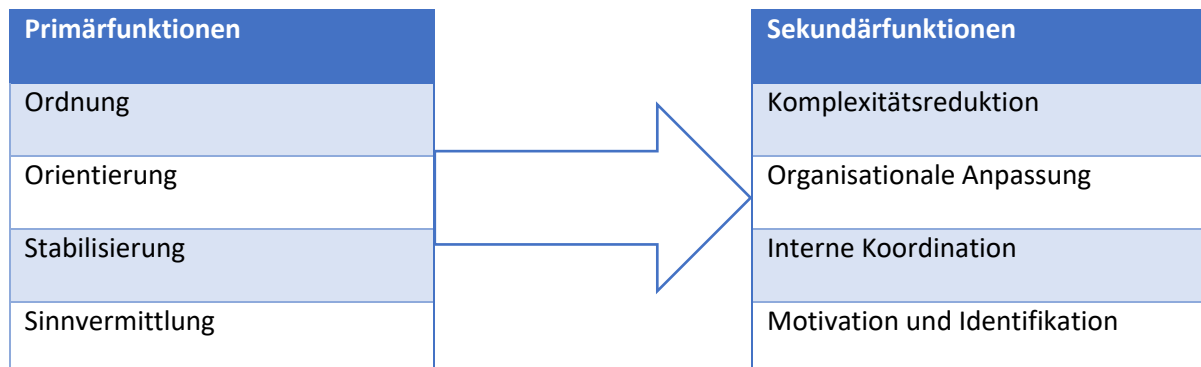 Primärfunktionen
Ordnung
Orientierung
Stabilisierung
Sinnvermittlung
Sekundärfunktionen
Komplexitätsreduktion
Organisationale Anpassung
Interne Koordination
Motivation und Identifikation